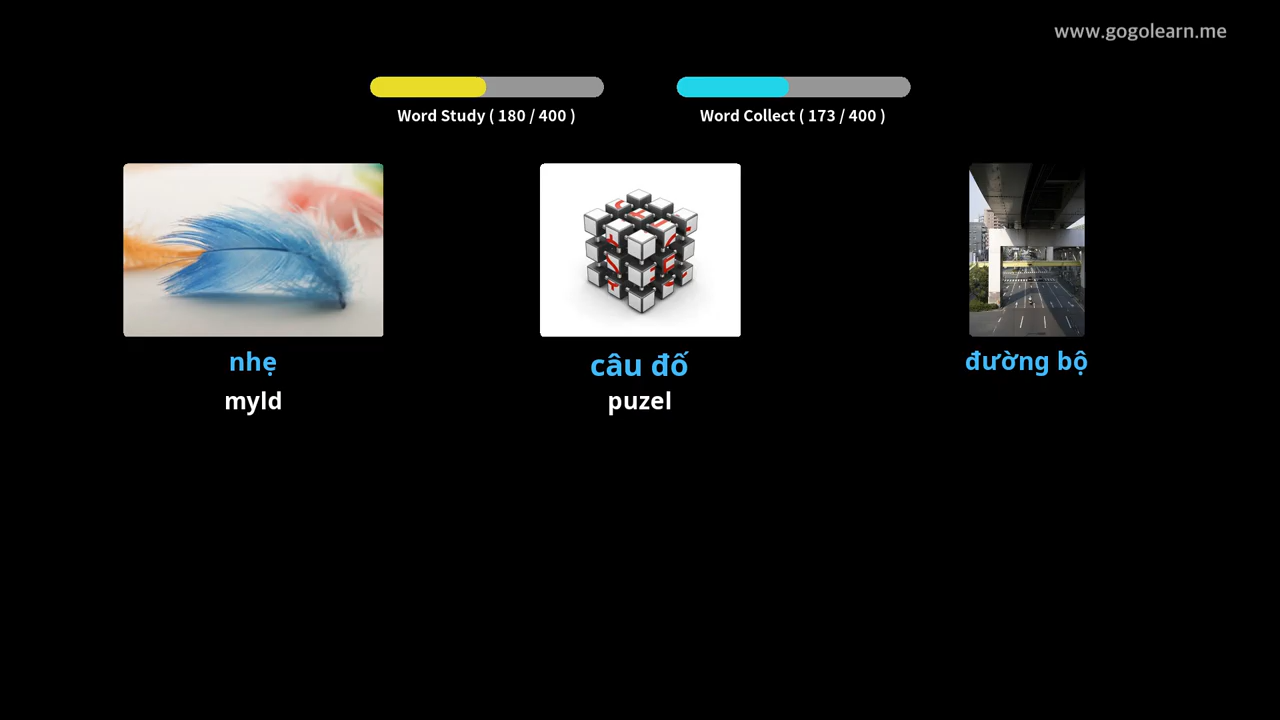 www.gogolearn.me
Word Study ( 180 / 400 )
Word Collect ( 173 / 400 )
nhẹ
câu đố
đường bộ
myld
puzel